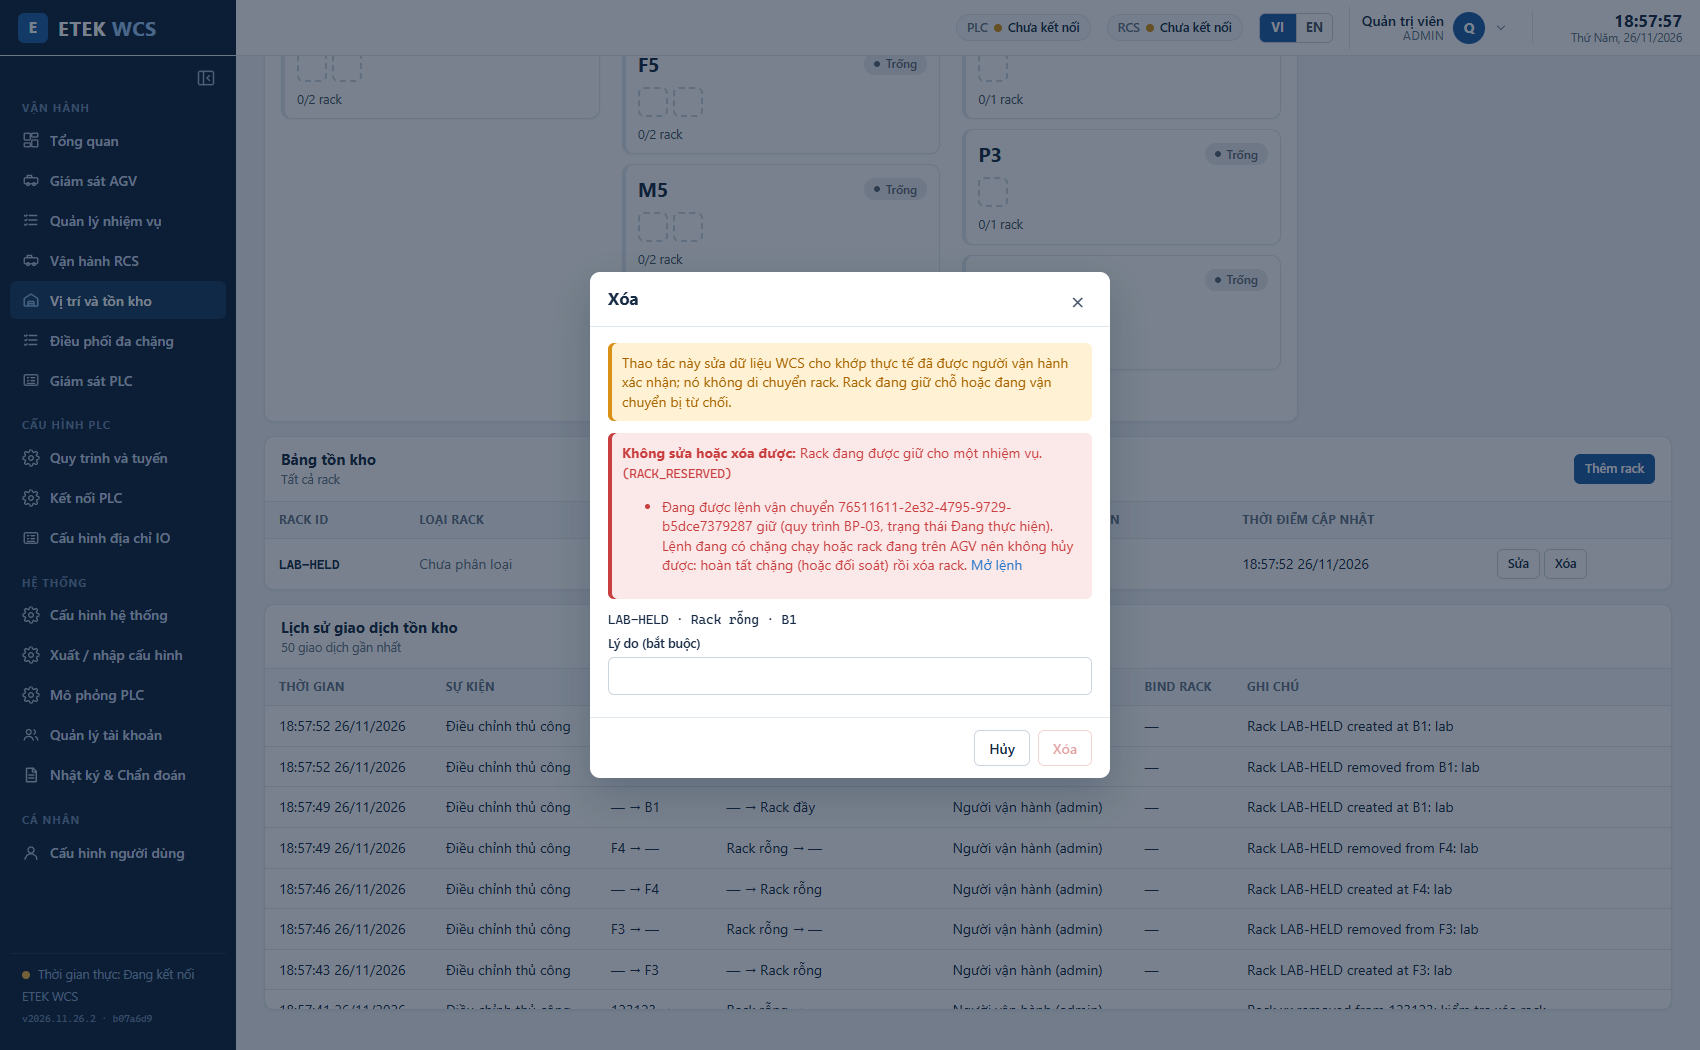 E ETEK WCS
PLC Chưa kết nối
RCS Chưa kết nối
VI EN
Quản trị viên
ADMIN
Q
18:57:57
Thứ Năm, 26/11/2026
VẬN HÀNH
Tổng quan
Giám sát AGV
Quản lý nhiệm vụ
Vận hành RCS
Vị trí và tồn kho
Điều phối đa chặng
Giám sát PLC
CẤU HÌNH PLC
Quy trình và tuyến
Kết nối PLC
Cấu hình địa chỉ IO
HỆ THỐNG
Cấu hình hệ thống
Xuất / nhập cấu hình
Mô phỏng PLC
Quản lý tài khoản
Nhật ký & Chẩn đoán
CÁ NHÂN
Cấu hình người dùng
Thời gian thực: Đang kết nối
ETEK WCS
v2026.11.26.2 · b07a6d9
0/2 rack
F5 Trống
0/2 rack
M5 Trống
0/2 rack
0/1 rack
P3 Trống
0/1 rack
Trống
Xóa
Thao tác này sửa dữ liệu WCS cho khớp thực tế đã được người vận hành
xác nhận; nó không di chuyển rack. Rack đang giữ chỗ hoặc đang vận
chuyển bị từ chối.
Không sửa hoặc xóa được: Rack đang được giữ cho một nhiệm vụ.
(RACK_RESERVED)
• Đang được lệnh vận chuyển 76511611-2e32-4795-9729-
b5dce7379287 giữ (quy trình BP-03, trạng thái Đang thực hiện).
Lệnh đang có chặng chạy hoặc rack đang trên AGV nên không hủy
được: hoàn tất chặng (hoặc đối soát) rồi xóa rack. Mở lệnh
LAB-HELD · Rack rỗng · B1
Lý do (bắt buộc)
Hủy Xóa
Bảng tồn kho
Tất cả rack
Thêm rack
RACK ID LOẠI RACK N THỜI ĐIỂM CẬP NHẬT
LAB-HELD Chưa phân loại 18:57:52 26/11/2026 Sửa Xóa
Lịch sử giao dịch tồn kho
50 giao dịch gần nhất
THỜI GIAN SỰ KIỆN BIND RACK GHI CHÚ
18:57:52 26/11/2026 Điều chỉnh thủ công — Rack LAB-HELD created at B1: lab
18:57:52 26/11/2026 Điều chỉnh thủ công — Rack LAB-HELD removed from B1: lab
18:57:49 26/11/2026 Điều chỉnh thủ công — → B1 — → Rack đầy Người vận hành (admin) — Rack LAB-HELD created at B1: lab
18:57:49 26/11/2026 Điều chỉnh thủ công F4 → — Rack rỗng → — Người vận hành (admin) — Rack LAB-HELD removed from F4: lab
18:57:46 26/11/2026 Điều chỉnh thủ công — → F4 — → Rack rỗng Người vận hành (admin) — Rack LAB-HELD created at F4: lab
18:57:46 26/11/2026 Điều chỉnh thủ công F3 → — Rack rỗng → — Người vận hành (admin) — Rack LAB-HELD removed from F3: lab
18:57:43 26/11/2026 Điều chỉnh thủ công — → F3 — → Rack rỗng Người vận hành (admin) — Rack LAB-HELD created at F3: lab
18:57:41 26/11/2026 Điều chỉnh thủ công